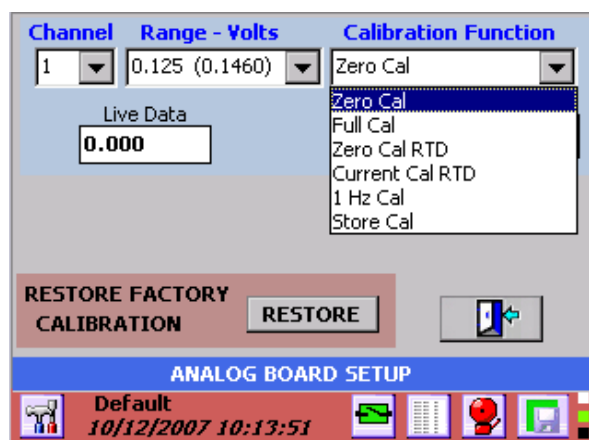 Channel Range - Volts Calibration Function
1 0.125 (0.1460) Zero Cal
Live Data
0.000
Zero Cal
Full Cal
Zero Cal RTD
Current Cal RTD
1 Hz Cal
Store Cal
RESTORE FACTORY
CALIBRATION
RESTORE
ANALOG BOARD SETUP
Default
10/12/2007 10:13:51